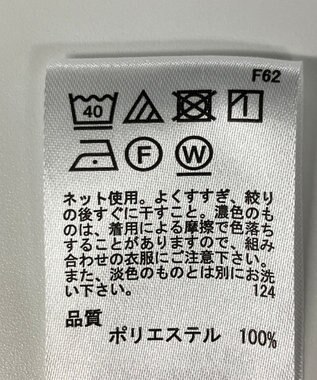 F62
40
F W
ネット使用。よくすすぎ、絞り
の後すぐに干すこと。濃色のも
のは、着用による摩擦で色落ち
することがありますので、組み
合わせの衣服にご注意下さい。
また、淡色のものとは別にお洗
い下さい。 124
品質
ポリエステル 100%